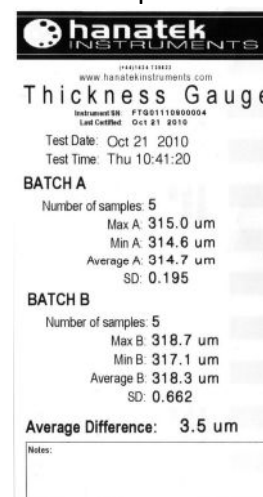 hanatek
INSTRUMENTS
www.hanatekinstruments.com
Thickness Gauge
Instrument SN: FTG01110900004
Last Certified: Oct 21 2010
Test Date: Oct 21 2010
Test Time: Thu 10:41:20
BATCH A
Number of samples: 5
Max A: 315.0 um
Min A: 314.6 um
Average A: 314.7 um
SD: 0.195
BATCH B
Number of samples: 5
Max B: 318.7 um
Min B: 317.1 um
Average B: 318.3 um
SD: 0.662
Average Difference: 3.5 um
Notes: